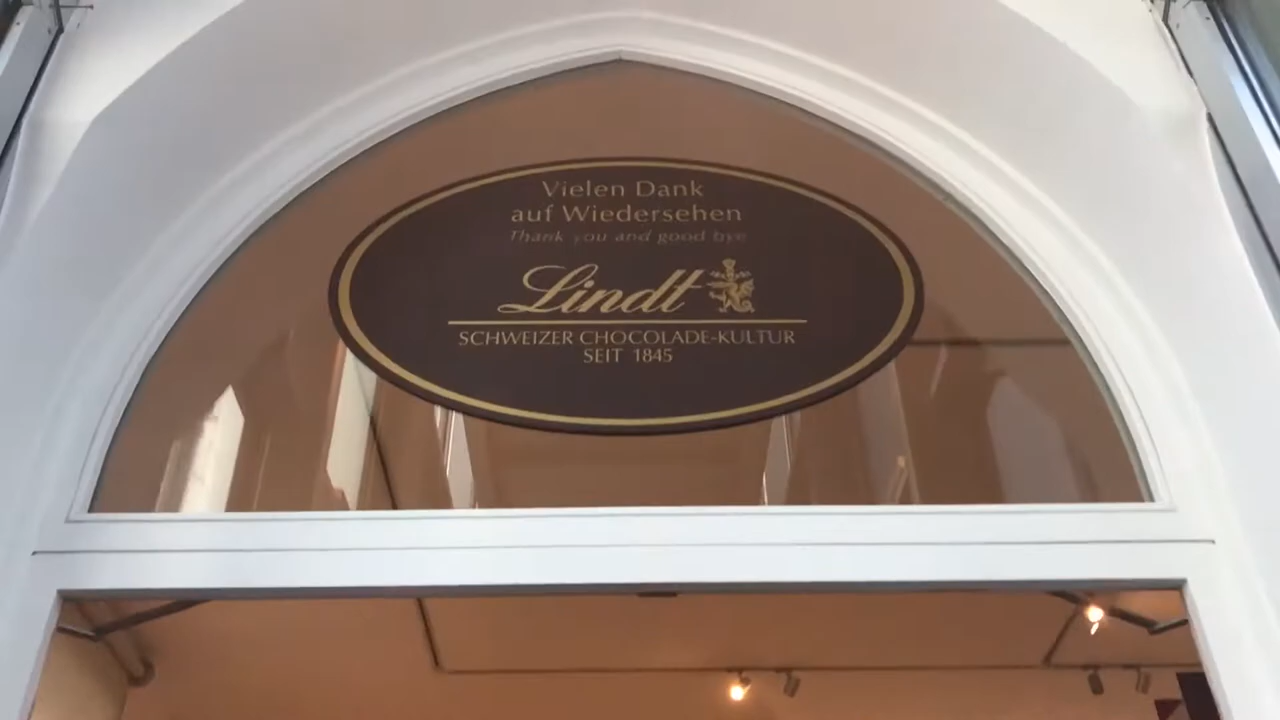 Vielen Dank
auf Wiedersehen
Thank you and good bye
Lindt
SCHWEIZER CHOCOLADE-KULTUR
SEIT 1845